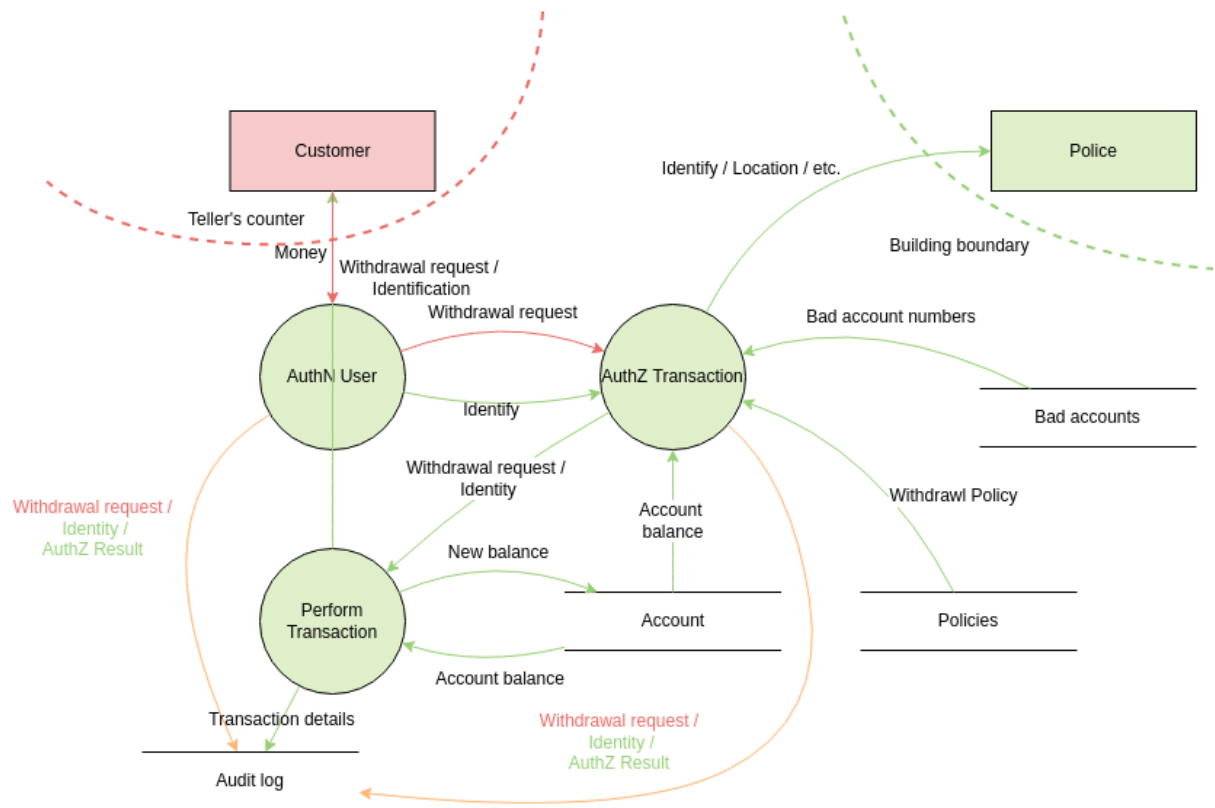 Customer
Police
Identify / Location / etc.
Teller's counter
Building boundary
Money
Withdrawal request /
Identification
Withdrawal request
Bad account numbers
AuthN User
AuthZ Transaction
Identify
Bad accounts
Withdrawal request /
Identity
Withdrawl Policy
Account
balance
Withdrawal request /
Identity /
AuthZ Result
New balance
Perform
Transaction
Account
Policies
Account balance
Transaction details
Withdrawal request /
Identity /
AuthZ Result
Audit log